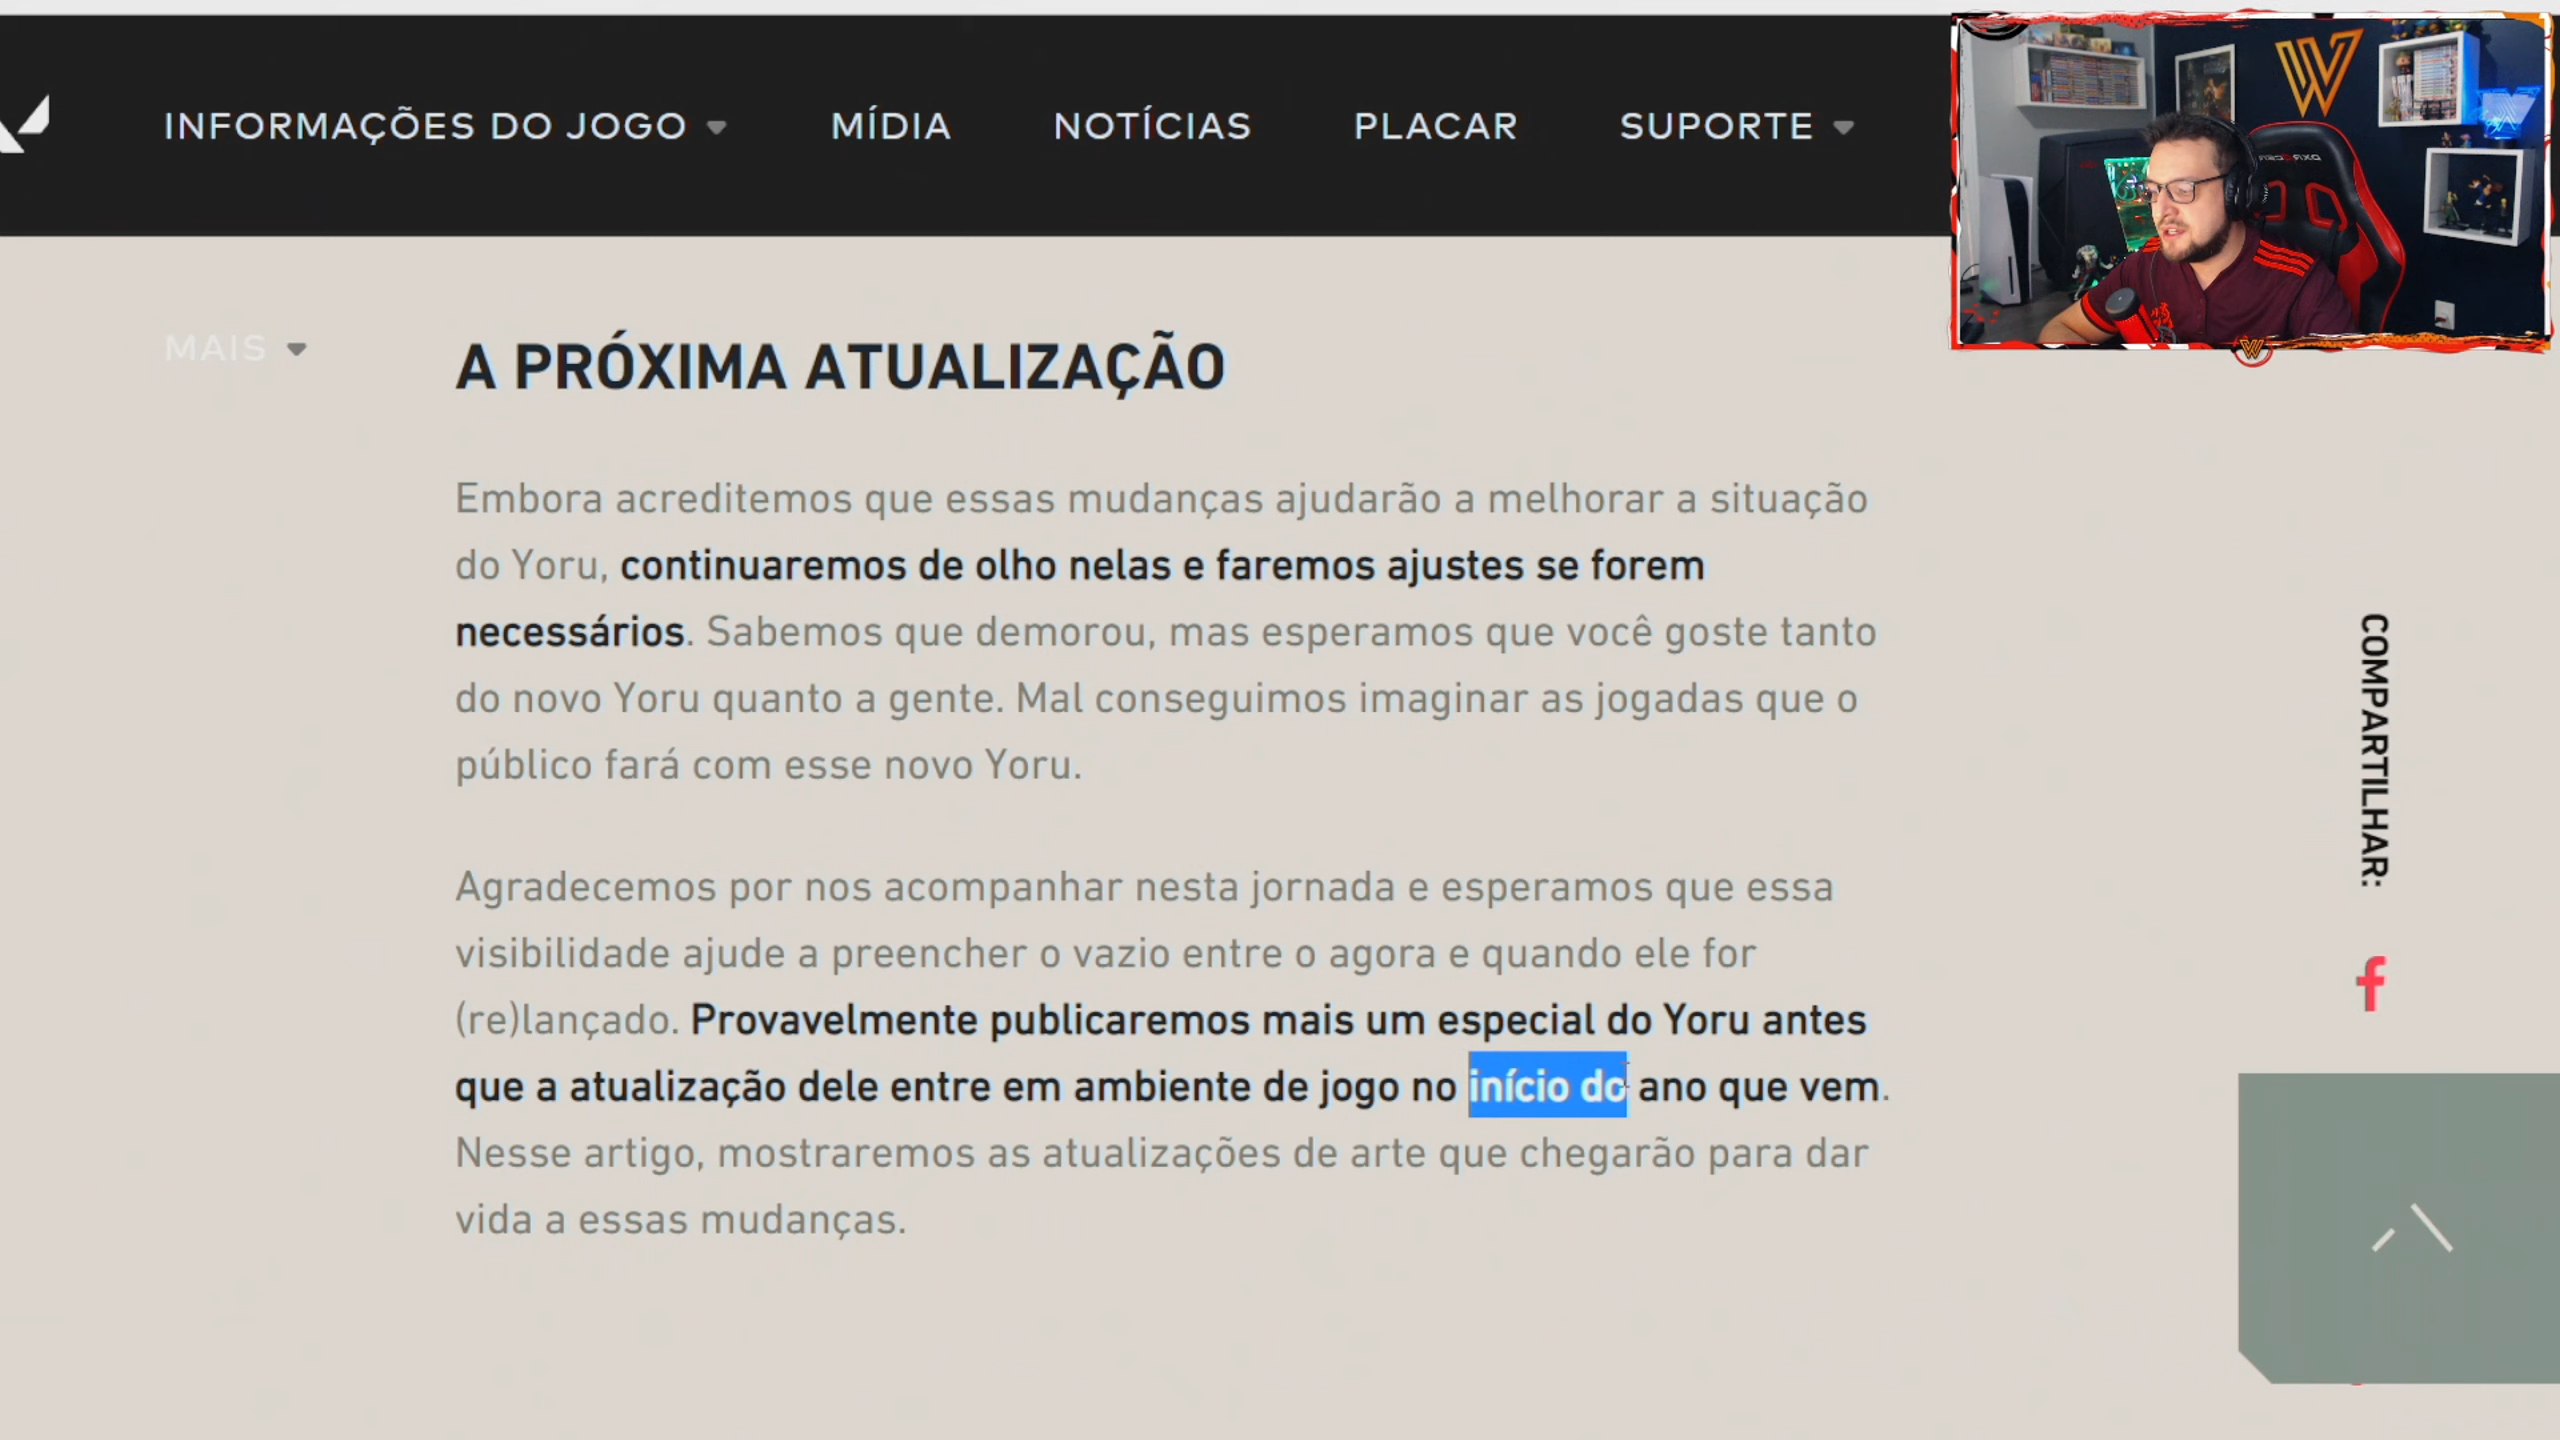 INFORMAÇÕES DO JOGO
MÍDIA
NOTÍCIAS
PLACAR
SUPORTE
MAIS
A PRÓXIMA ATUALIZAÇÃO
Embora acreditemos que essas mudanças ajudarão a melhorar a situação
do Yoru, continuaremos de olho nelas e faremos ajustes se forem
necessários. Sabemos que demorou, mas esperamos que você goste tanto
do novo Yoru quanto a gente. Mal conseguimos imaginar as jogadas que o
público fará com esse novo Yoru.
Agradecemos por nos acompanhar nesta jornada e esperamos que essa
visibilidade ajude a preencher o vazio entre o agora e quando ele for
(re)lançado. Provavelmente publicaremos mais um especial do Yoru antes
que a atualização dele entre em ambiente de jogo no início do ano que vem.
Nesse artigo, mostraremos as atualizações de arte que chegarão para dar
vida a essas mudanças.
COMPARTILHAR: